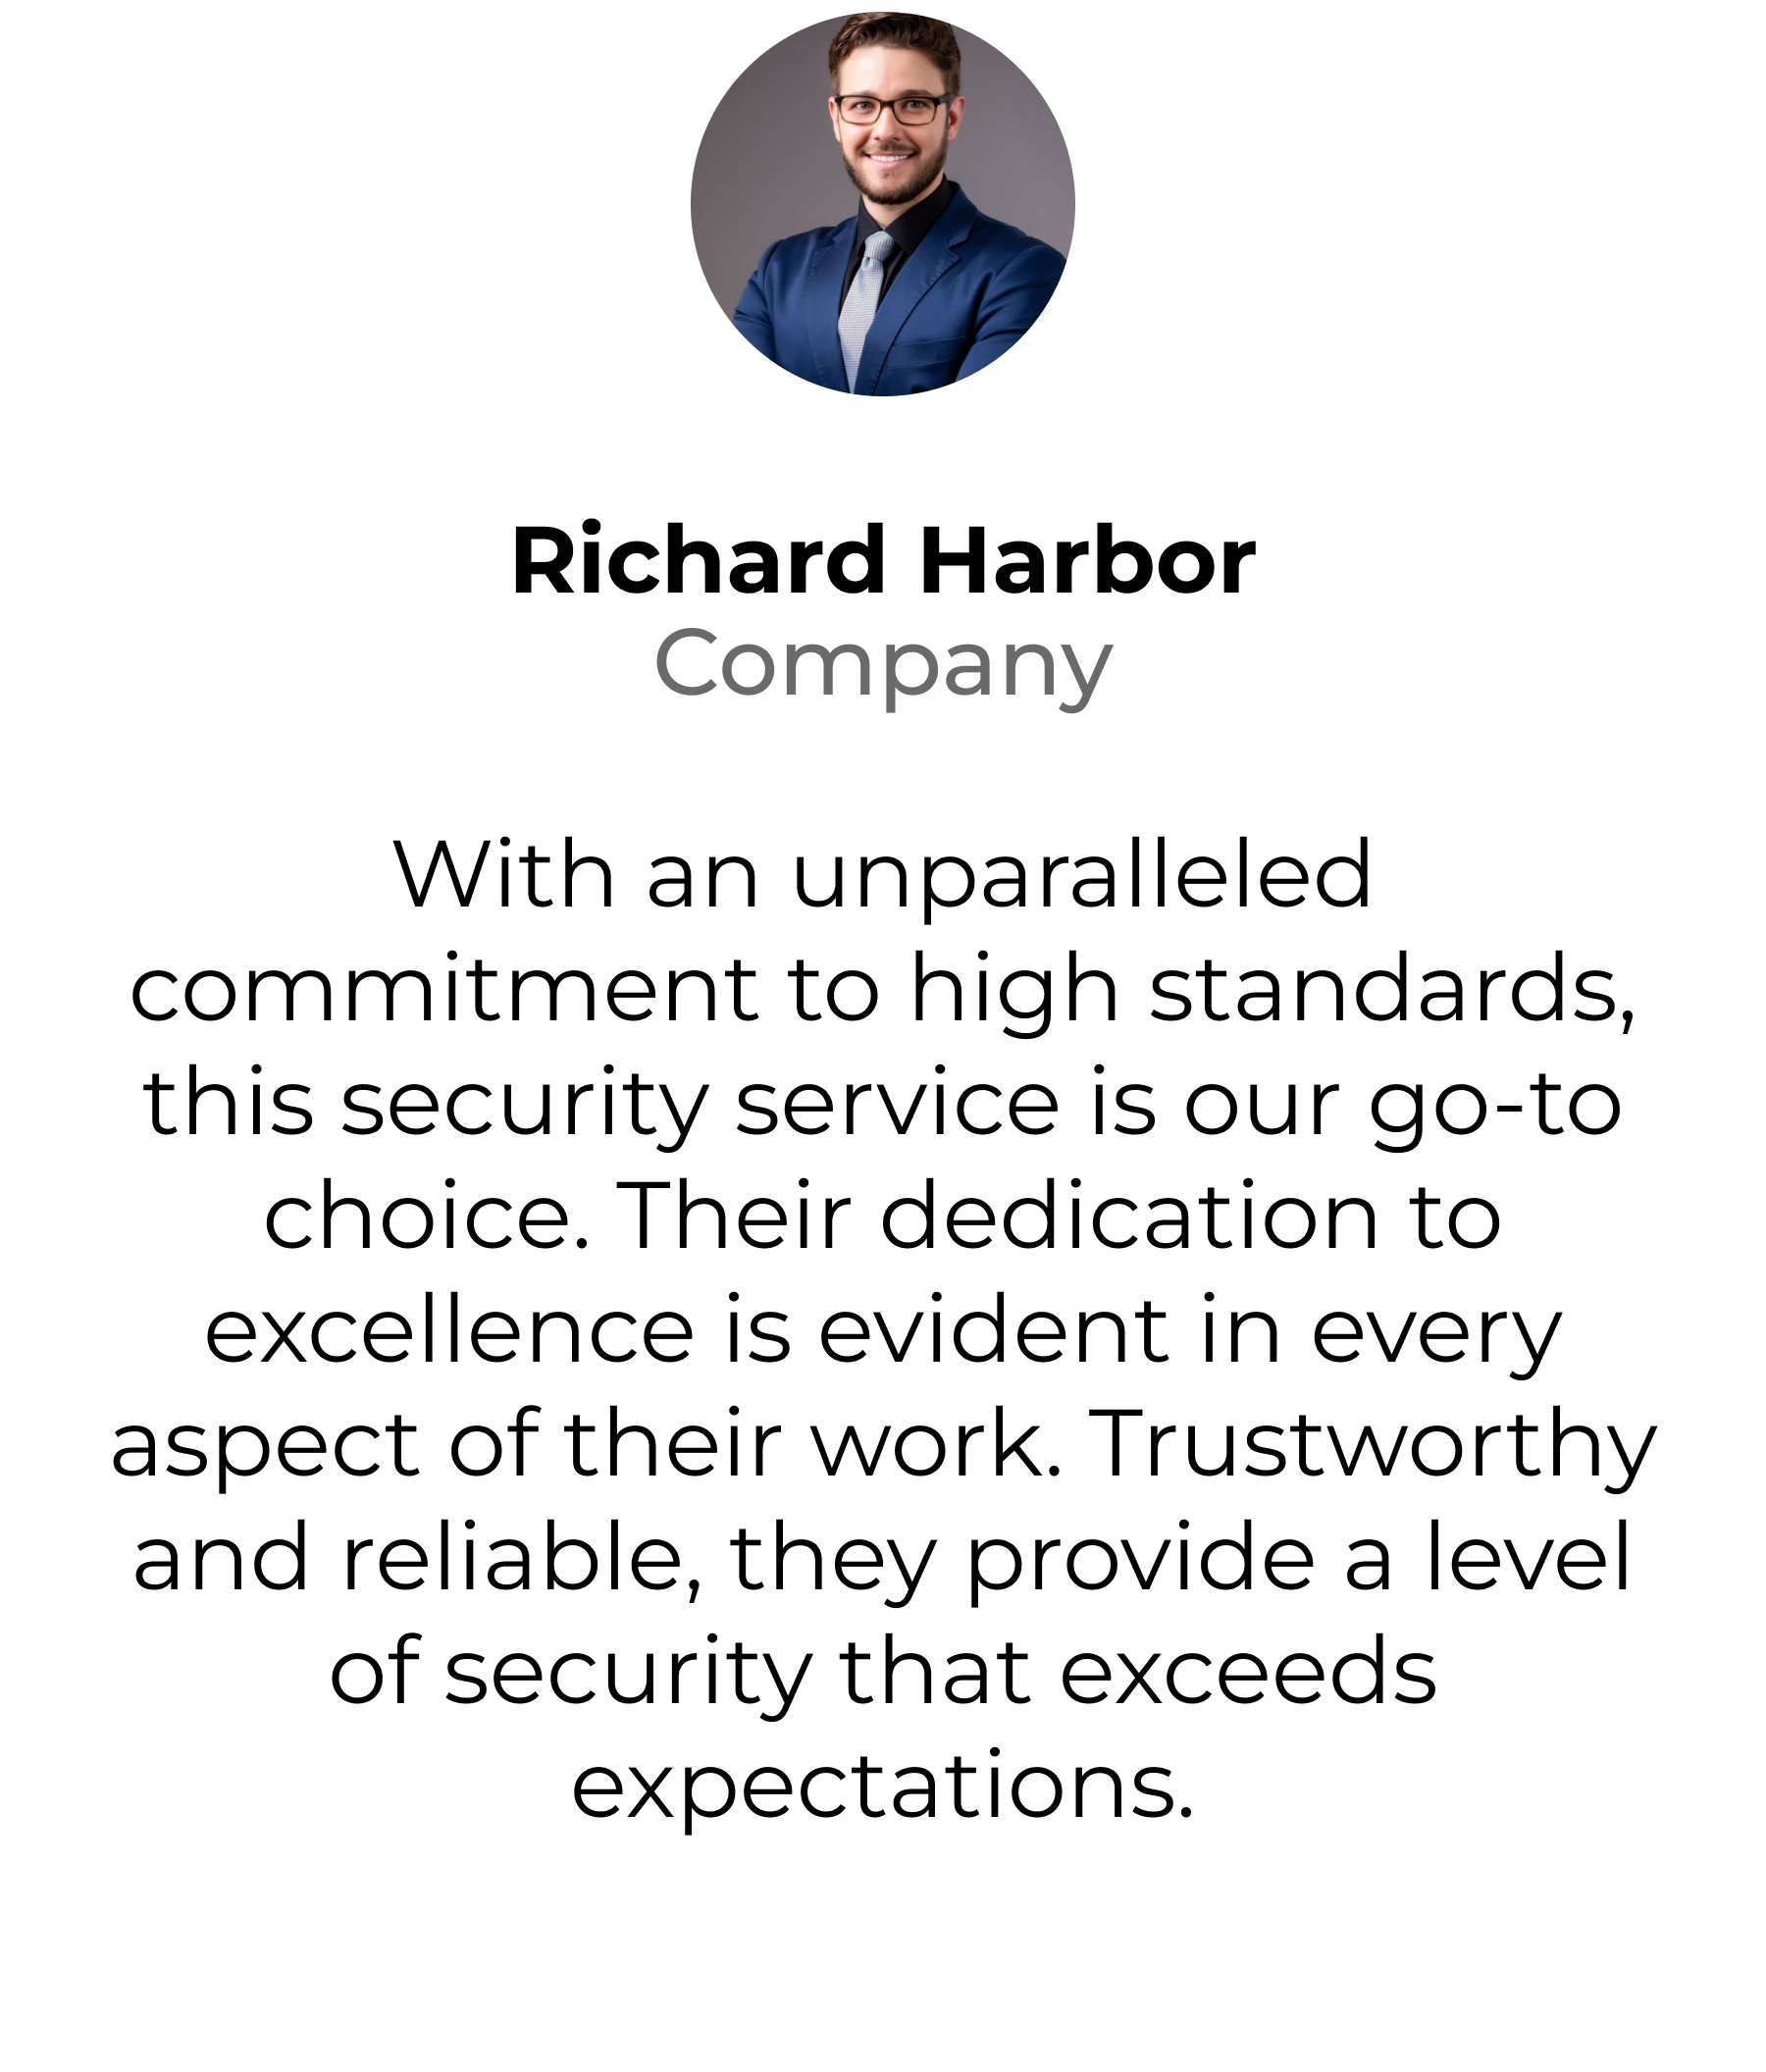 Richard Harbor
Company
With an unparalleled
commitment to high standards,
this security service is our go-to
choice. Their dedication to
excellence is evident in every
aspect of their work. Trustworthy
and reliable, they provide a level
of security that exceeds
expectations.